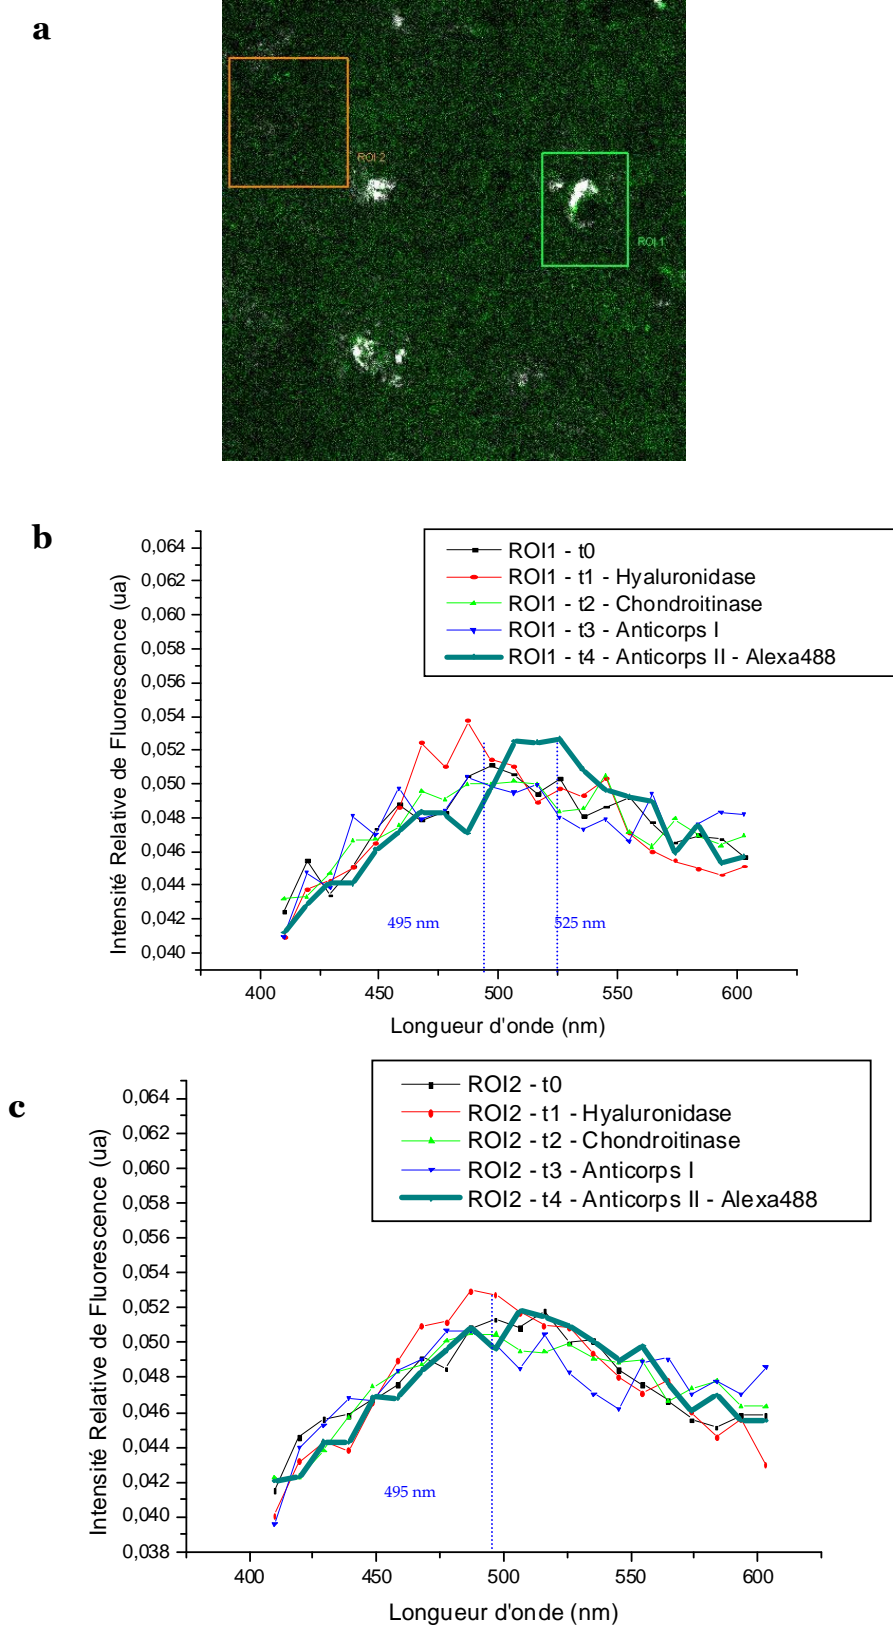 a
ROI 2
ROI 1
b
Intensité Relative de Fluorescence (ua)
0,064
0,062
0,060
0,058
0,056
0,054
0,052
0,050
0,048
0,046
0,044
0,042
0,040
ROI1 - t0
ROI1 - t1 - Hyaluronidase
ROI1 - t2 - Chondroitinase
ROI1 - t3 - Anticorps I
ROI1 - t4 - Anticorps II - Alexa488
495 nm
525 nm
400
450
500
550
600
Longueur d'onde (nm)
c
Intensité Relative de Fluorescence (ua)
0,064
0,062
0,060
0,058
0,056
0,054
0,052
0,050
0,048
0,046
0,044
0,042
0,040
0,038
ROI2 - t0
ROI2 - t1 - Hyaluronidase
ROI2 - t2 - Chondroitinase
ROI2 - t3 - Anticorps I
ROI2 - t4 - Anticorps II - Alexa488
495 nm
400
450
500
550
600
Longueur d'onde (nm)